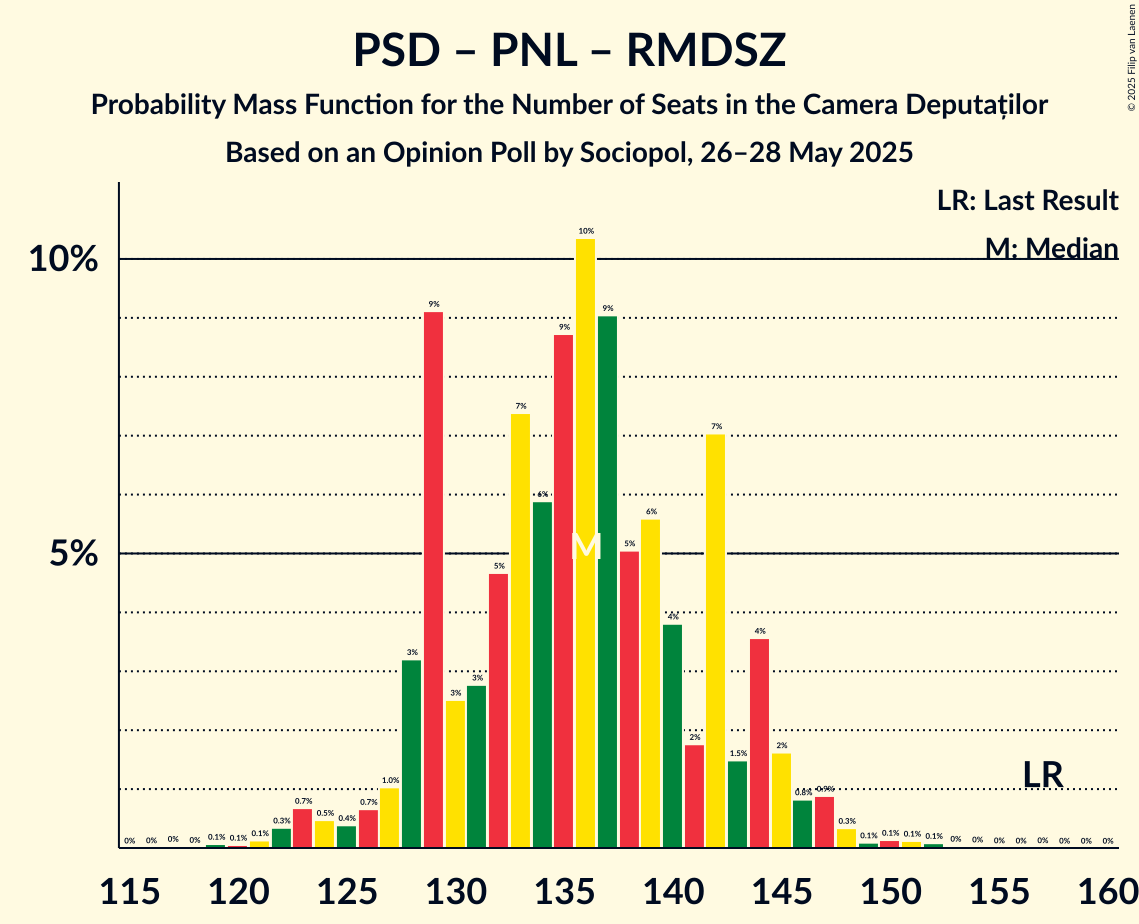 PSD – PNL – RMDSZ
Probability Mass Function for the Number of Seats in the Camera Deputaților
Based on an Opinion Poll by Sociopol, 26–28 May 2025
© 2025 Filip van Laenen
LR: Last Result
M: Median
10%
5%
0% 0% 0% 0% 0.1% 0.1% 0.1% 0.3% 0.7% 0.5% 0.4% 0.7% 1.0% 3% 9% 3% 3% 5% 7% 6% 9% 10% 9% 5% 6% 4% 2% 7% 1.5% 4% 2% 0.8% 0.9% 0.3% 0.1% 0.1% 0.1% 0.1% 0% 0% 0% 0% 0% 0% 0% 0%
M
LR
115 120 125 130 135 140 145 150 155 160